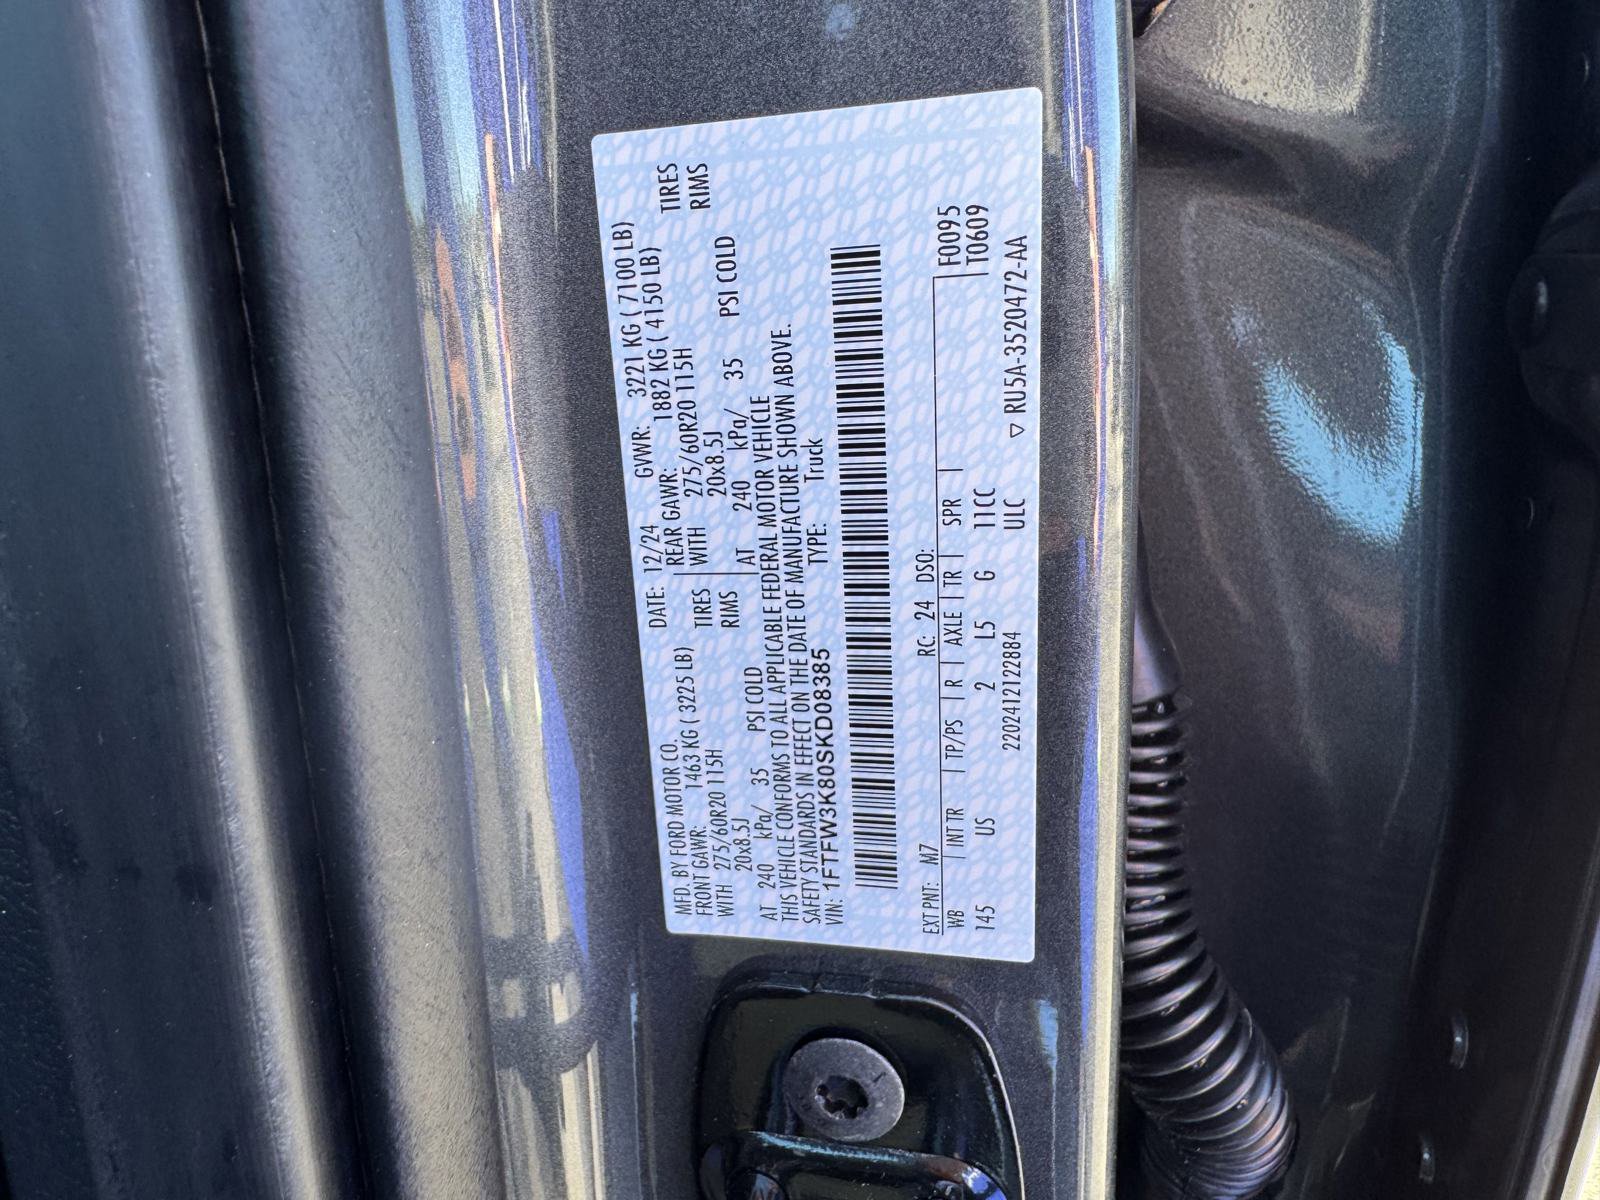 MFD. BY FORD MOTOR CO. DATE: 12/24 GVWR: 3221 KG ( 7100 LB)
FRONT GAWR: 1463 KG ( 3225 LB) REAR GAWR: 1882 KG ( 4150 LB)
WITH 275/60R20 115H TIRES WITH 275/60R20 115H TIRES
20x8.5J RIMS 20x8.5J RIMS
AT 240 kPa/ 35 PSI COLD AT 240 kPa/ 35 PSI COLD
THIS VEHICLE CONFORMS TO ALL APPLICABLE FEDERAL MOTOR VEHICLE
SAFETY STANDARDS IN EFFECT ON THE DATE OF MANUFACTURE SHOWN ABOVE.
VIN: 1FTFW3K80SKD08385 TYPE: Truck
EXT PNT: M7 RC: 24 DSO: F0095
WB INT TR TP/PS R AXLE TR SPR T0609
145 US 2 L5 G 11CC
220241212884 ULC ▽ RU5A-3520472-AA